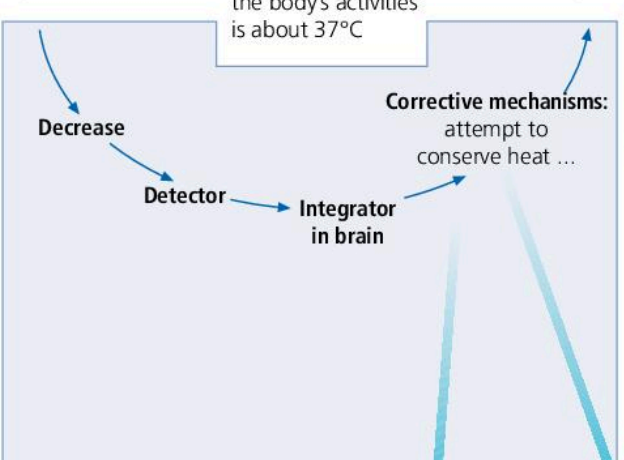 the body's activities
is about 37°C
Corrective mechanisms:
attempt to
conserve heat ...
Decrease
Detector
Integrator
in brain